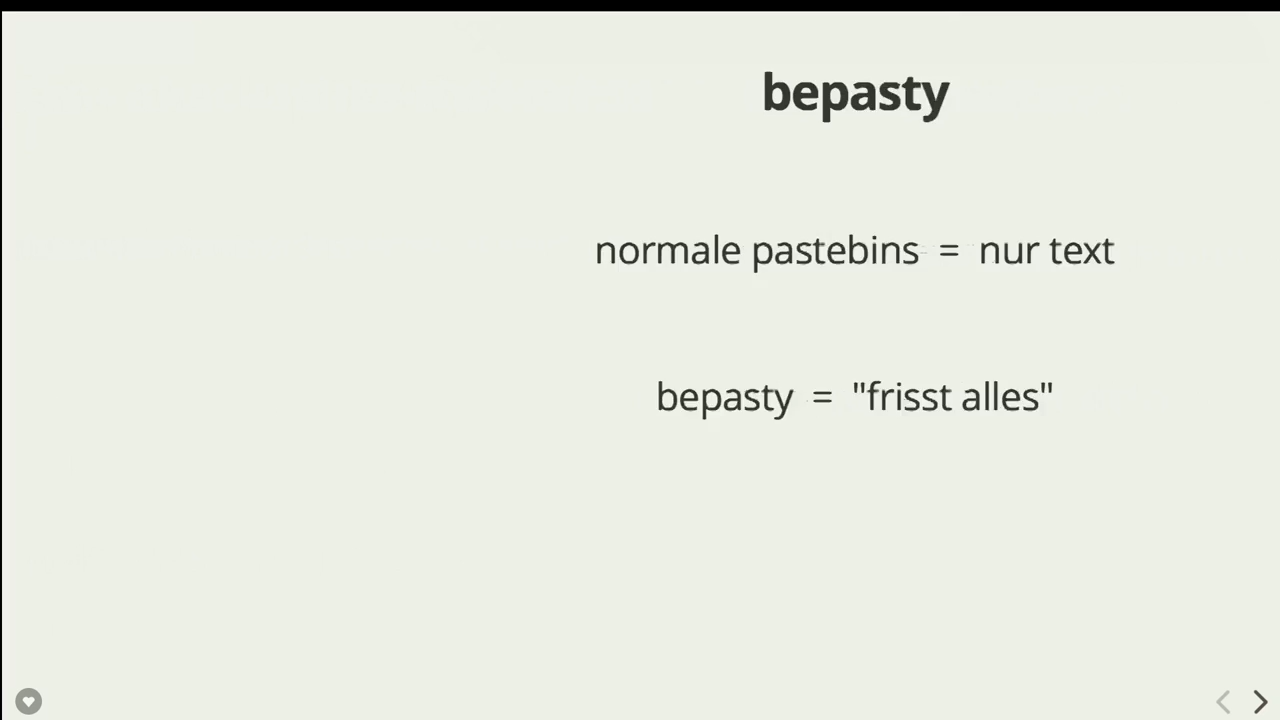 bepasty
normale pastebins = nur text
bepasty = "frisst alles"